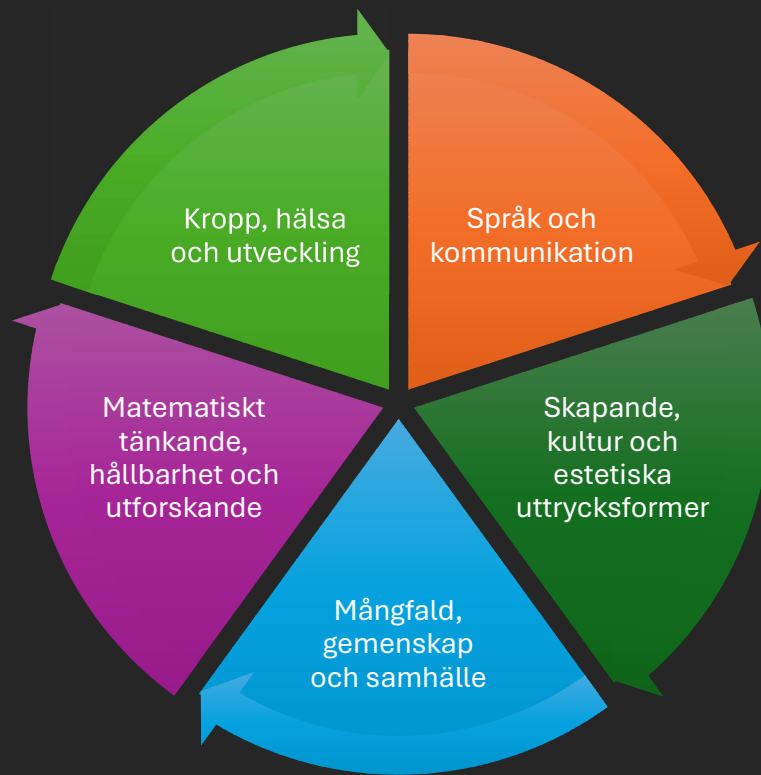 Kropp, hälsa
och utveckling
Språk och
kommunikation
Skapande,
kultur och
estetiska
uttrycksformer
Mångfald,
gemenskap
och samhälle
Matematiskt
tänkande,
hållbarhet och
utforskande